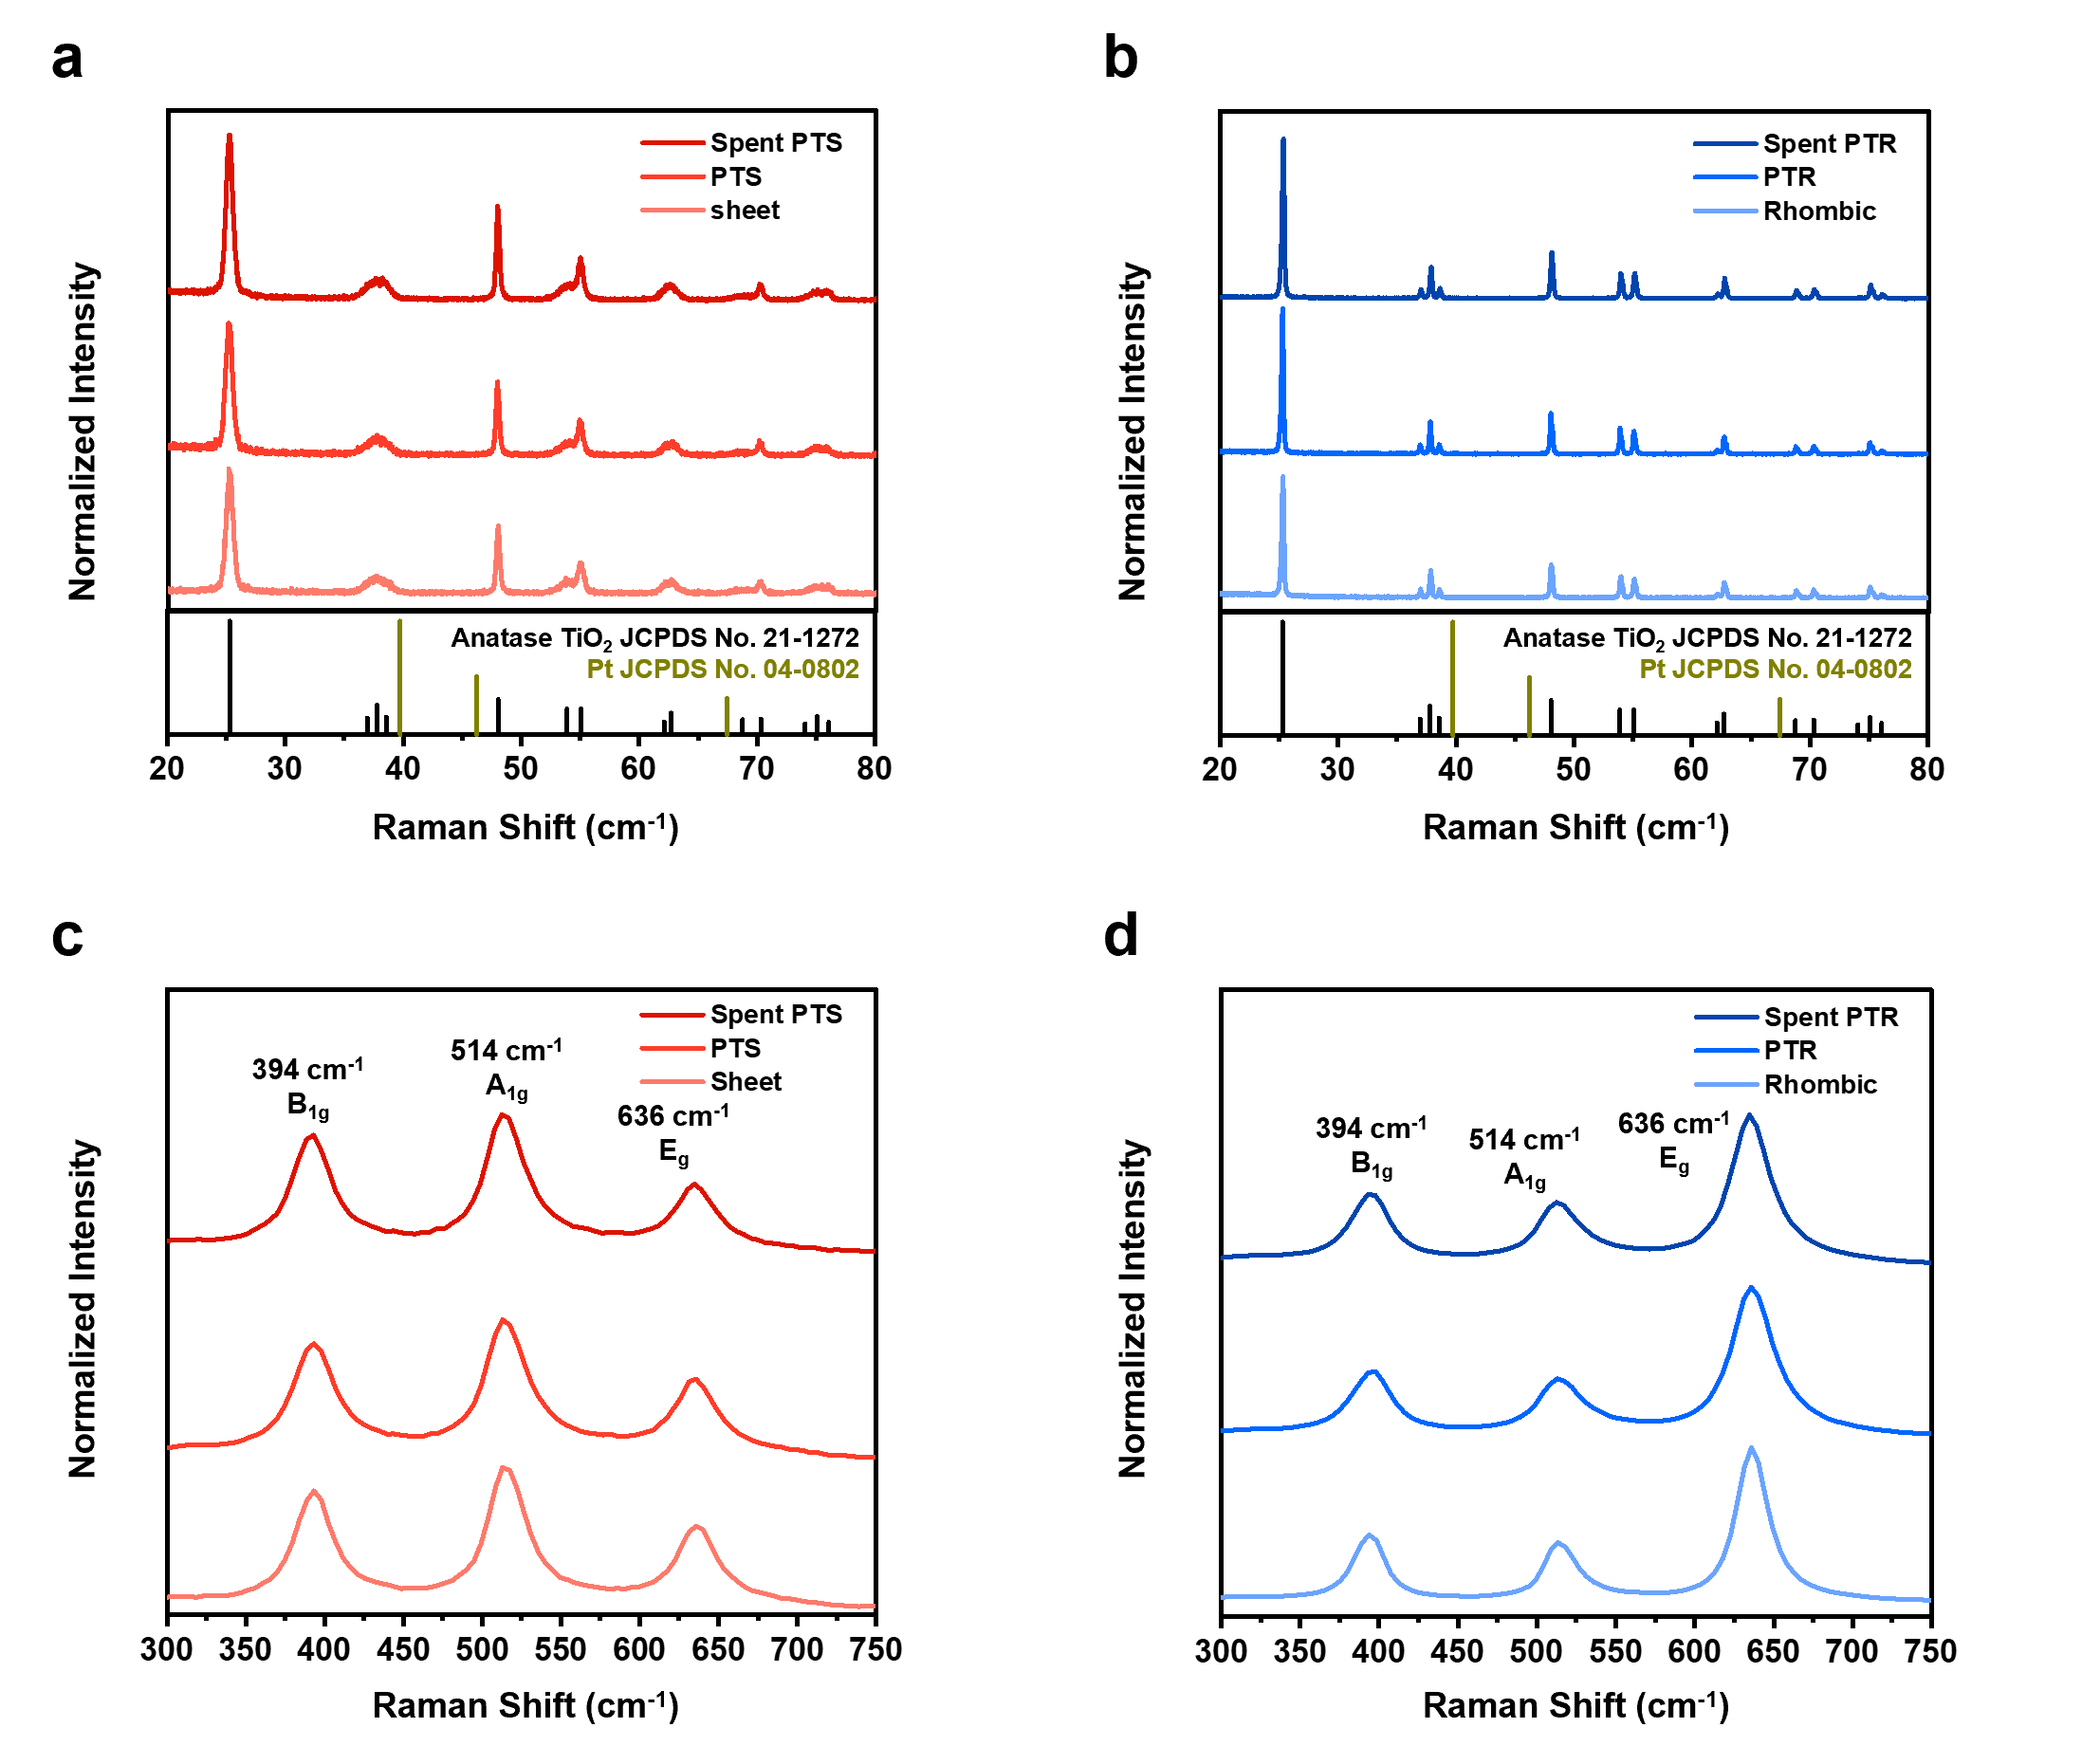 a
Spent PTS
PTS
sheet
Normalized Intensity
Anatase TiO₂ JCPDS No. 21-1272
Pt JCPDS No. 04-0802
20 30 40 50 60 70 80
Raman Shift (cm⁻¹)
b
Spent PTR
PTR
Rhombic
Normalized Intensity
Anatase TiO₂ JCPDS No. 21-1272
Pt JCPDS No. 04-0802
20 30 40 50 60 70 80
Raman Shift (cm⁻¹)
c
Spent PTS
PTS
Sheet
394 cm⁻¹
B1g
514 cm⁻¹
A1g
636 cm⁻¹
Eg
Normalized Intensity
300 350 400 450 500 550 600 650 700 750
Raman Shift (cm⁻¹)
d
Spent PTR
PTR
Rhombic
394 cm⁻¹
B1g
514 cm⁻¹
A1g
636 cm⁻¹
Eg
Normalized Intensity
300 350 400 450 500 550 600 650 700 750
Raman Shift (cm⁻¹)